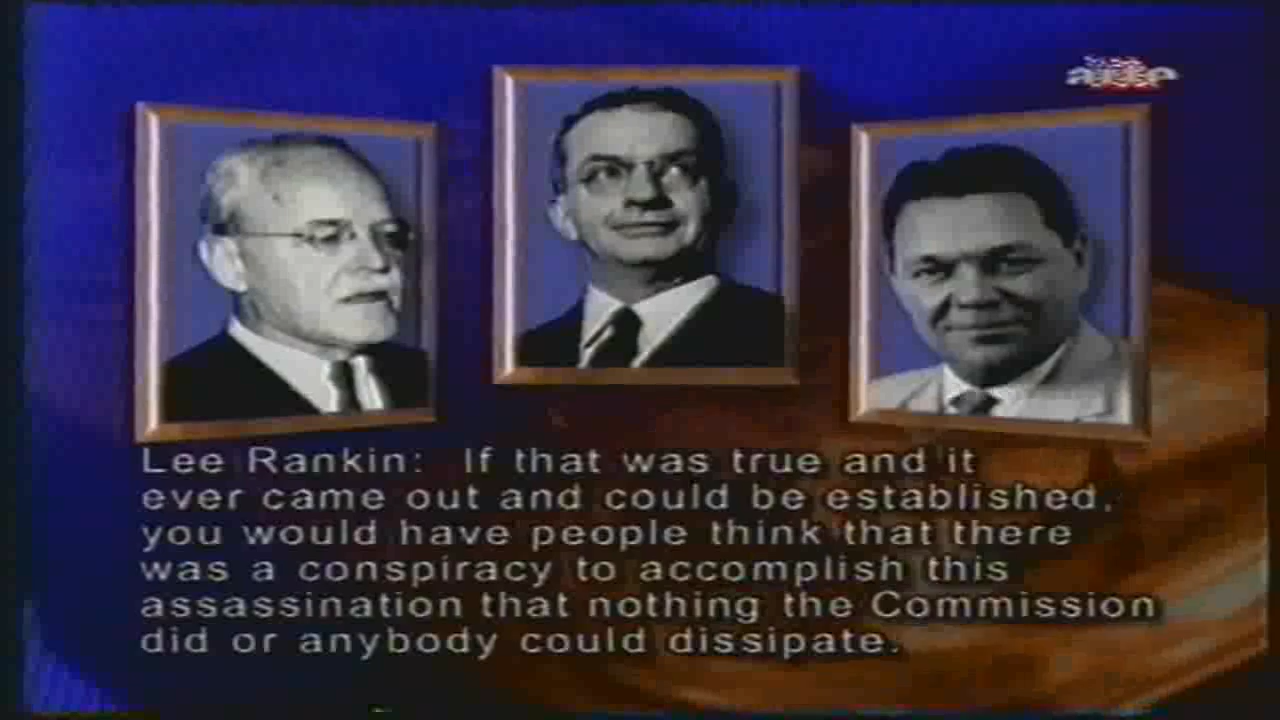 Lee Rankin: If that was true and it
ever came out and could be established,
you would have people think that there
was a conspiracy to accomplish this
assassination that nothing the Commission
did or anybody could dissipate.